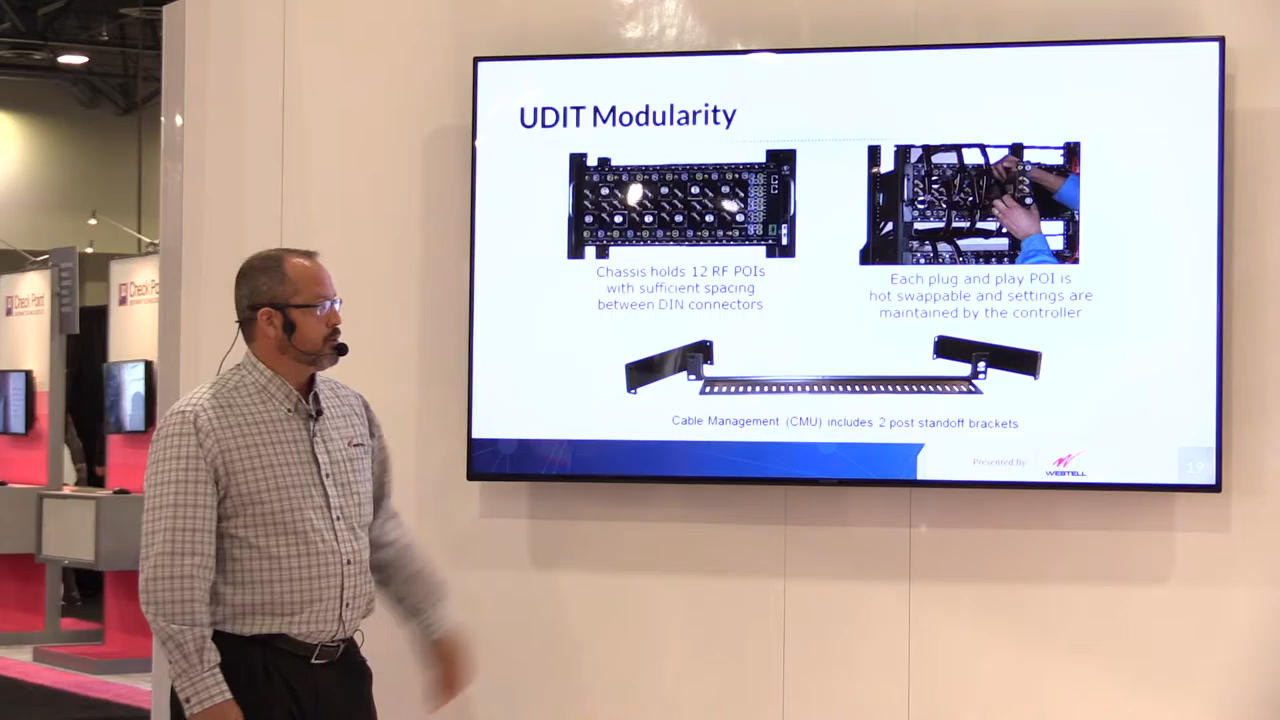 UDIT Modularity
Chassis holds 12 RF POIs
with sufficient spacing
between DIN connectors
Each plug and play POI is
hot swappable and settings are
maintained by the controller
Cable Management (CMU) includes 2 post standoff brackets
Presented By
WESTELL
19
Check Point
Check Po